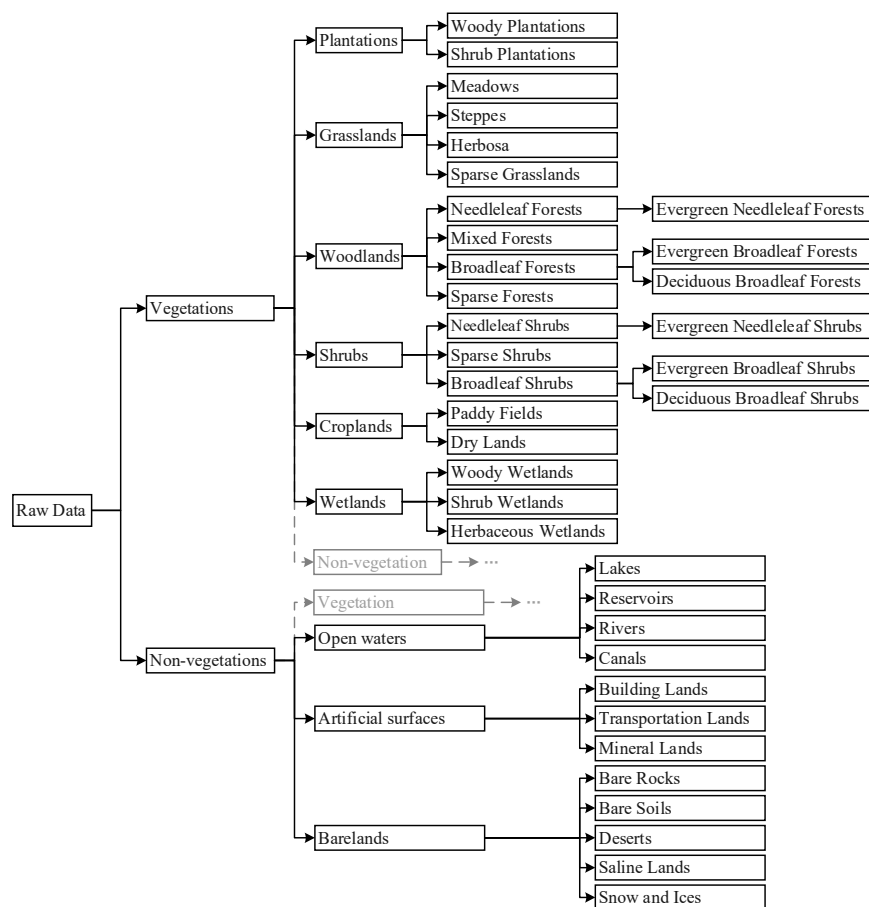 Raw Data
Vegetations
Plantations
Woody Plantations
Shrub Plantations
Grasslands
Meadows
Steppes
Herbosa
Sparse Grasslands
Woodlands
Needleleaf Forests
Evergreen Needleleaf Forests
Mixed Forests
Broadleaf Forests
Evergreen Broadleaf Forests
Deciduous Broadleaf Forests
Sparse Forests
Shrubs
Needleleaf Shrubs
Evergreen Needleleaf Shrubs
Sparse Shrubs
Broadleaf Shrubs
Evergreen Broadleaf Shrubs
Deciduous Broadleaf Shrubs
Croplands
Paddy Fields
Dry Lands
Wetlands
Woody Wetlands
Shrub Wetlands
Herbaceous Wetlands
Non-vegetation ...
Non-vegetations
Vegetation ...
Open waters
Lakes
Reservoirs
Rivers
Canals
Artificial surfaces
Building Lands
Transportation Lands
Mineral Lands
Barelands
Bare Rocks
Bare Soils
Deserts
Saline Lands
Snow and Ices